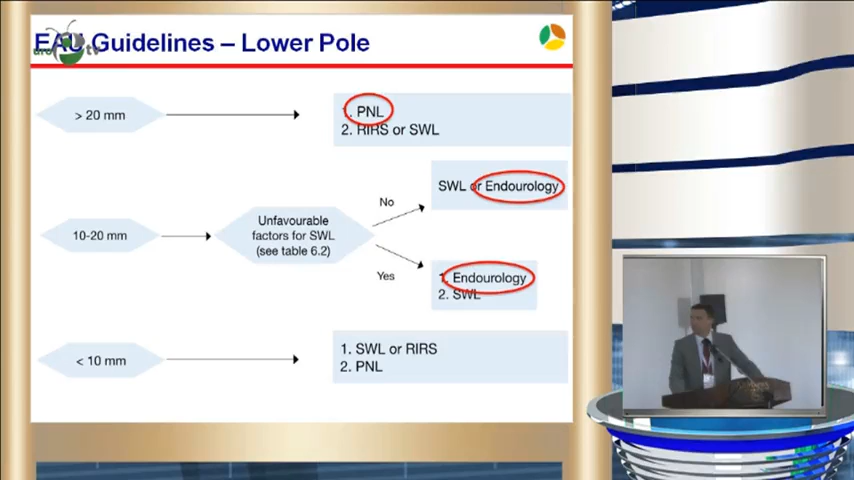 EAU Guidelines – Lower Pole
> 20 mm
1. PNL
2. RIRS or SWL
10-20 mm
Unfavourable
factors for SWL
(see table 6.2)
No
SWL or Endourology
Yes
1. Endourology
2. SWL
< 10 mm
1. SWL or RIRS
2. PNL